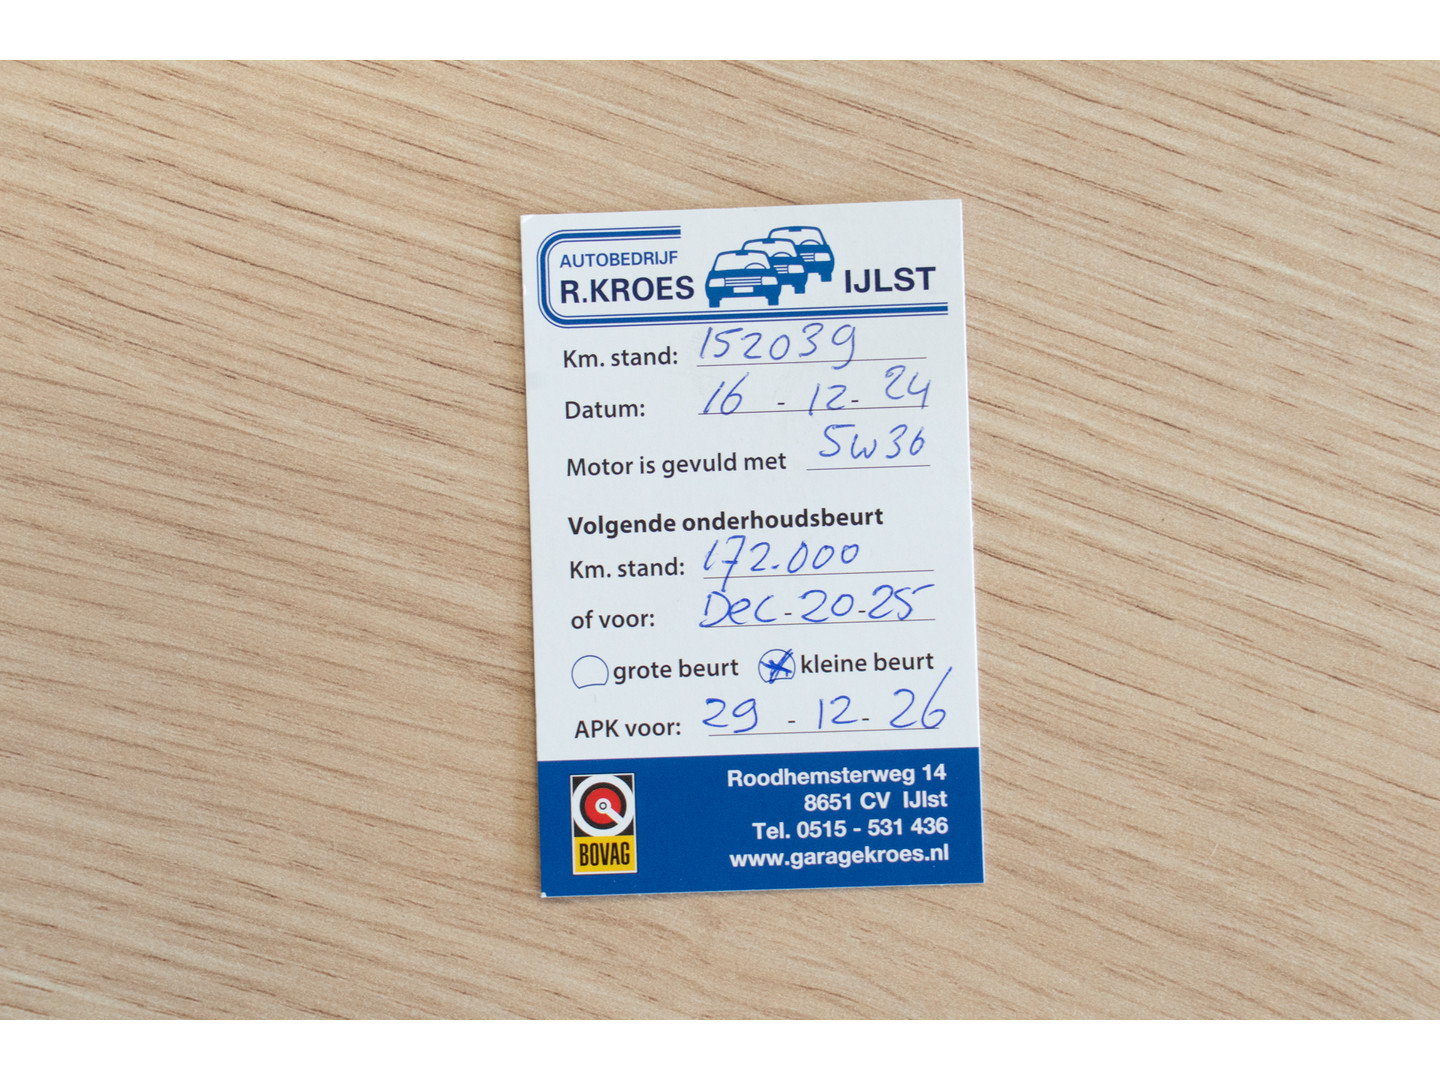 AUTOBEDRIJF
R.KROES IJLST
Km. stand: 152039
Datum: 16 - 12 - 24
Motor is gevuld met 5w30
Volgende onderhoudsbeurt
Km. stand: 172.000
of voor: Dec - 20 - 25
grote beurt kleine beurt
APK voor: 29 - 12 - 26
Roodhemsterweg 14
8651 CV IJlst
Tel. 0515 - 531 436
www.garagekroes.nl
BOVAG